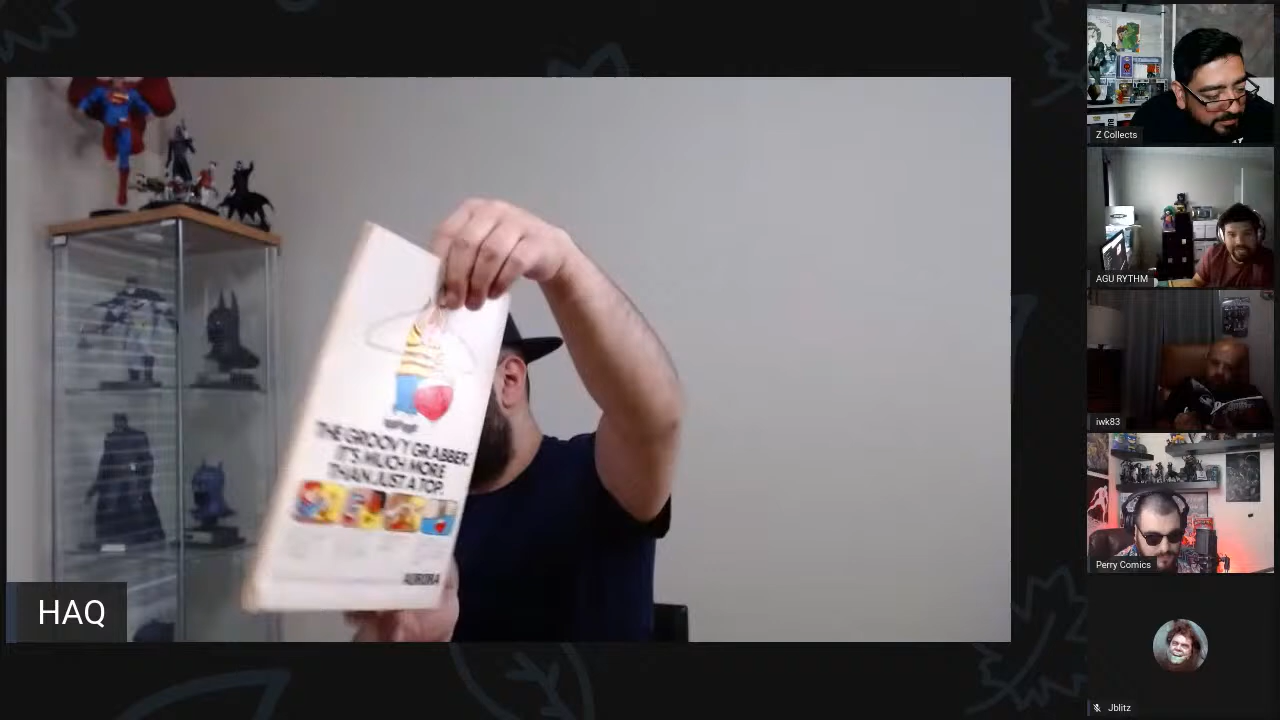 THE GROOVY GRABBER.
IT'S MUCH MORE
THAN JUST A TOP.
AURORA
HAQ
Z Collects
AGU RYTHM
iwk83
Perry Comics
Jblitz